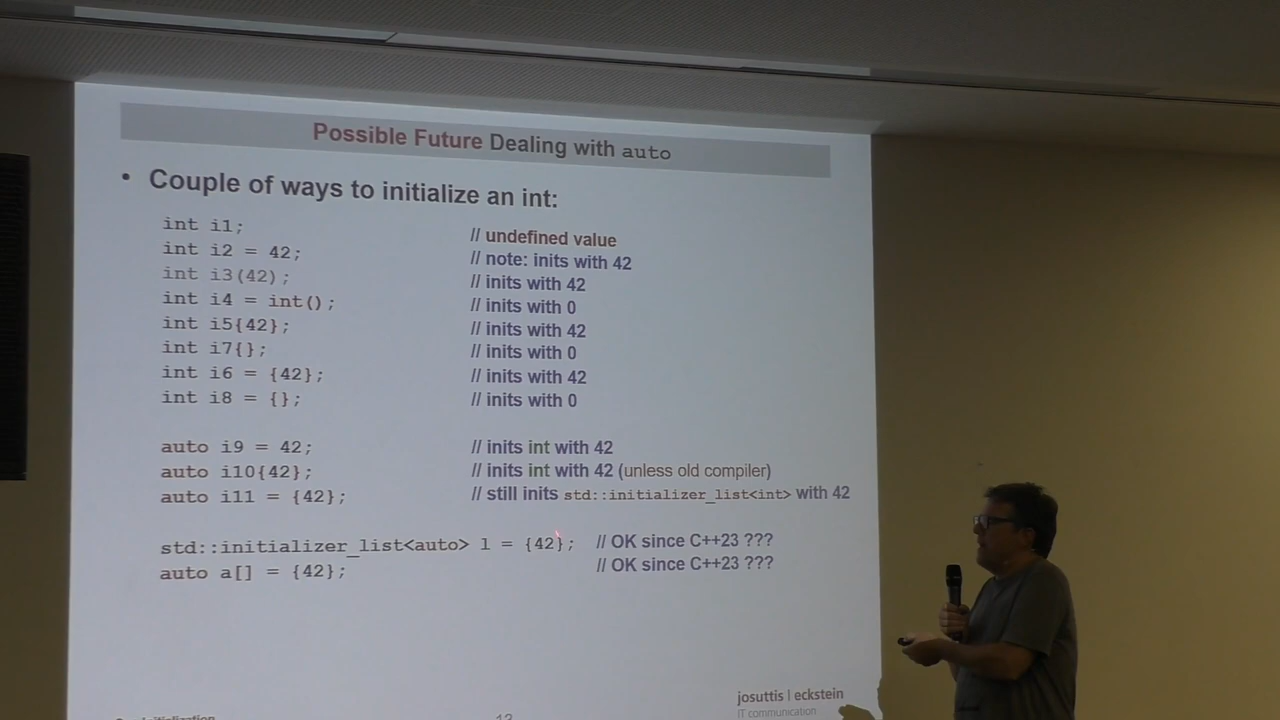 Possible Future Dealing with auto
• Couple of ways to initialize an int:
int i1; // undefined value
int i2 = 42; // note: inits with 42
int i3(42); // inits with 42
int i4 = int(); // inits with 0
int i5{42}; // inits with 42
int i7{}; // inits with 0
int i6 = {42}; // inits with 42
int i8 = {}; // inits with 0
auto i9 = 42; // inits int with 42
auto i10{42}; // inits int with 42 (unless old compiler)
auto i11 = {42}; // still inits std::initializer_list<int> with 42
std::initializer_list<auto> l = {42}; // OK since C++23 ???
auto a[] = {42}; // OK since C++23 ???
josuttis | eckstein
IT communication